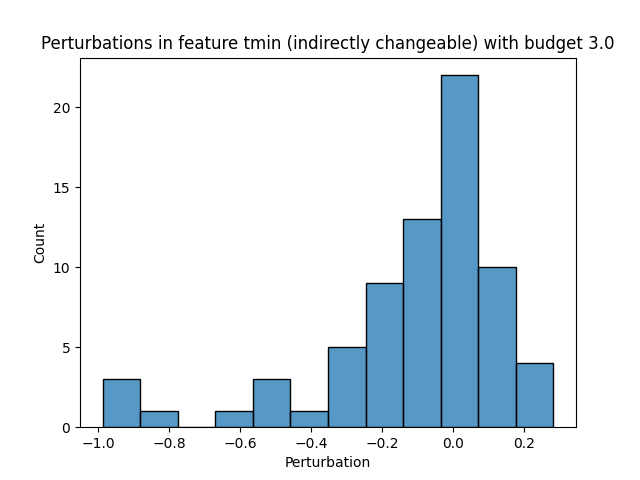 Perturbations in feature tmin (indirectly changeable) with budget 3.0
20
15
10
5
0
Count
−1.0 −0.8 −0.6 −0.4 −0.2 0.0 0.2
Perturbation